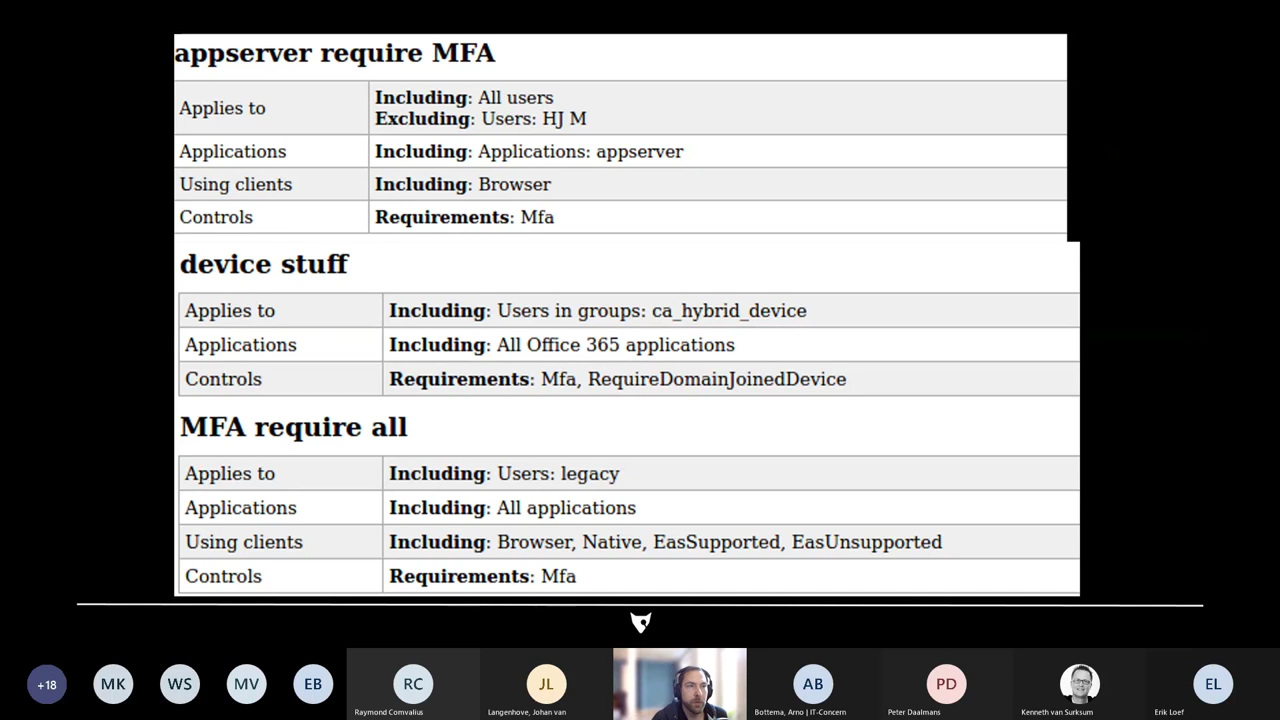 appserver require MFA
Applies to
Including: All users
Excluding: Users: HJ M
Applications
Including: Applications: appserver
Using clients
Including: Browser
Controls
Requirements: Mfa
device stuff
Applies to
Including: Users in groups: ca_hybrid_device
Applications
Including: All Office 365 applications
Controls
Requirements: Mfa, RequireDomainJoinedDevice
MFA require all
Applies to
Including: Users: legacy
Applications
Including: All applications
Using clients
Including: Browser, Native, EasSupported, EasUnsupported
Controls
Requirements: Mfa
+18
MK
WS
MV
EB
RC
Raymond Comvalius
JL
Langenhove, Johan van
AB
Bottema, Arno | IT-Concern
PD
Peter Daalmans
Kenneth van Surksum
EL
Erik Loef